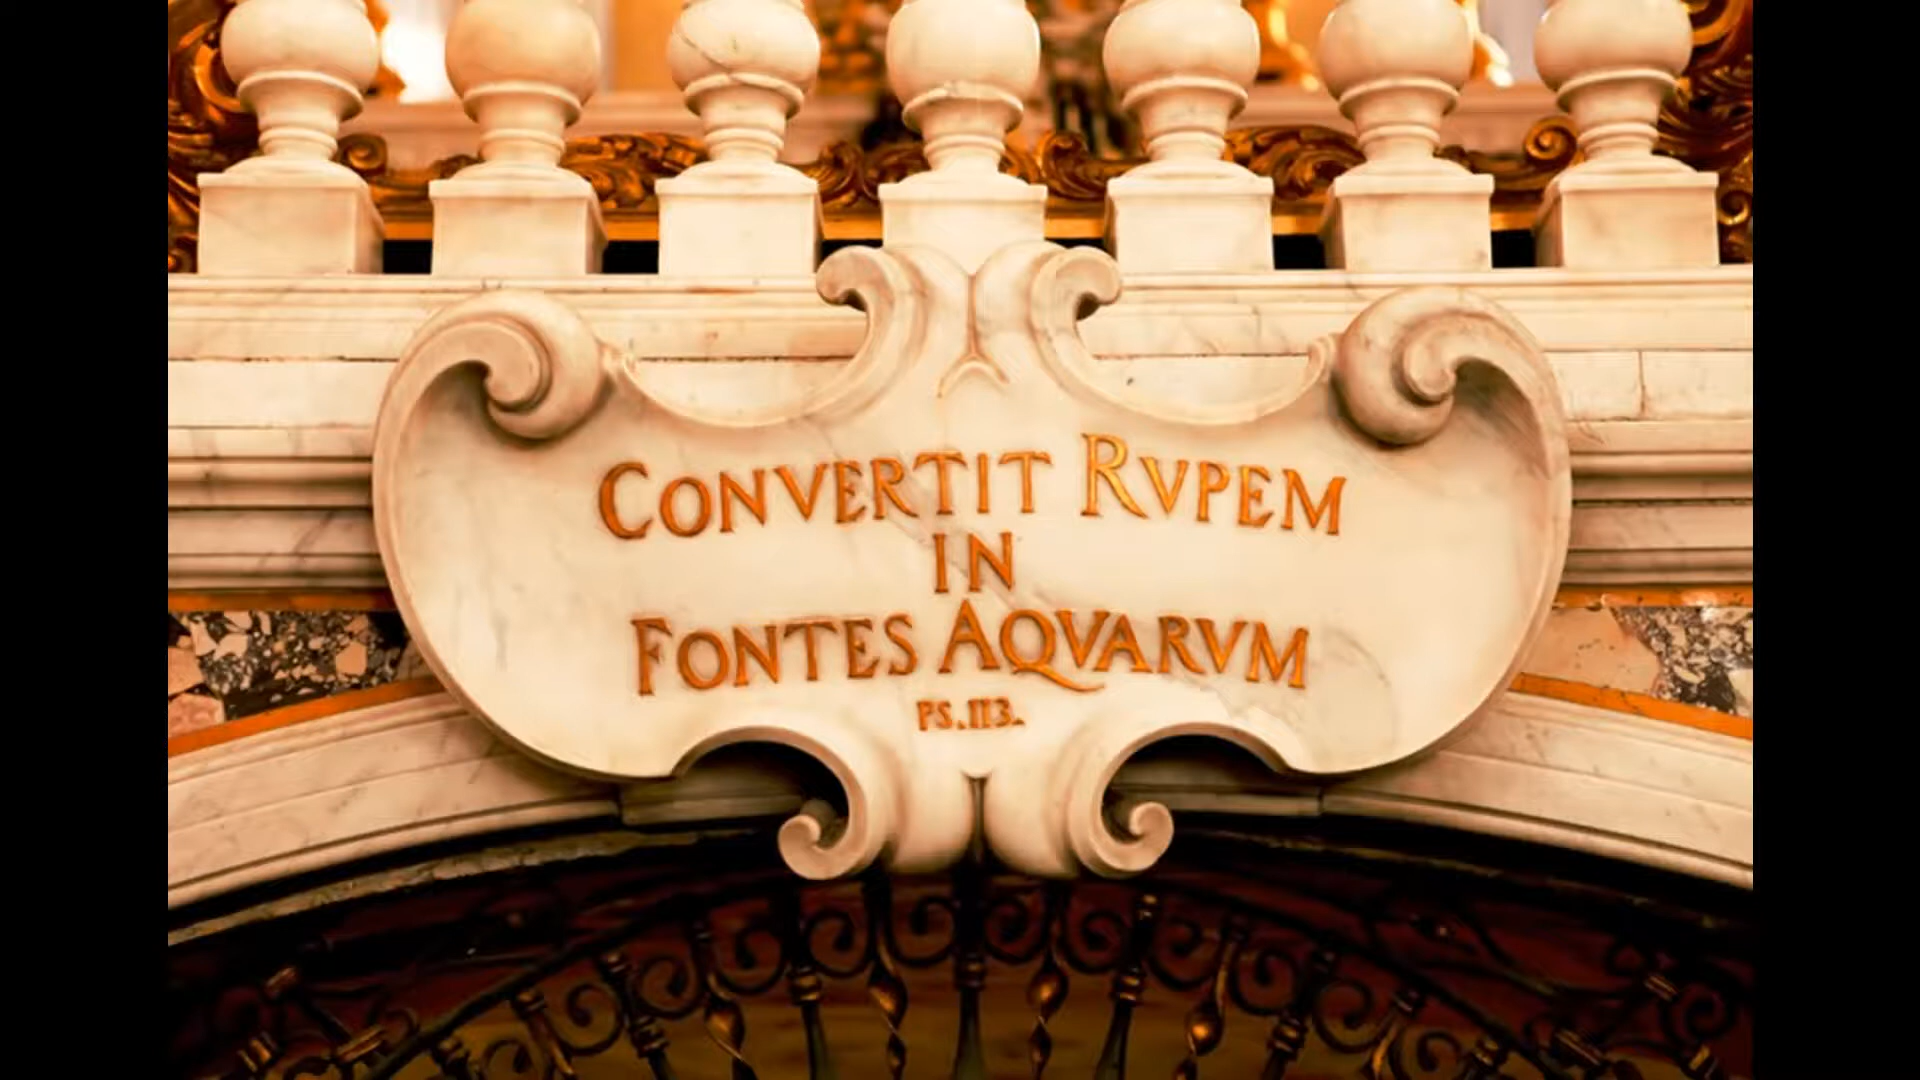 CONVERTIT RVPEM
IN
FONTES AQVARVM
PS.113.